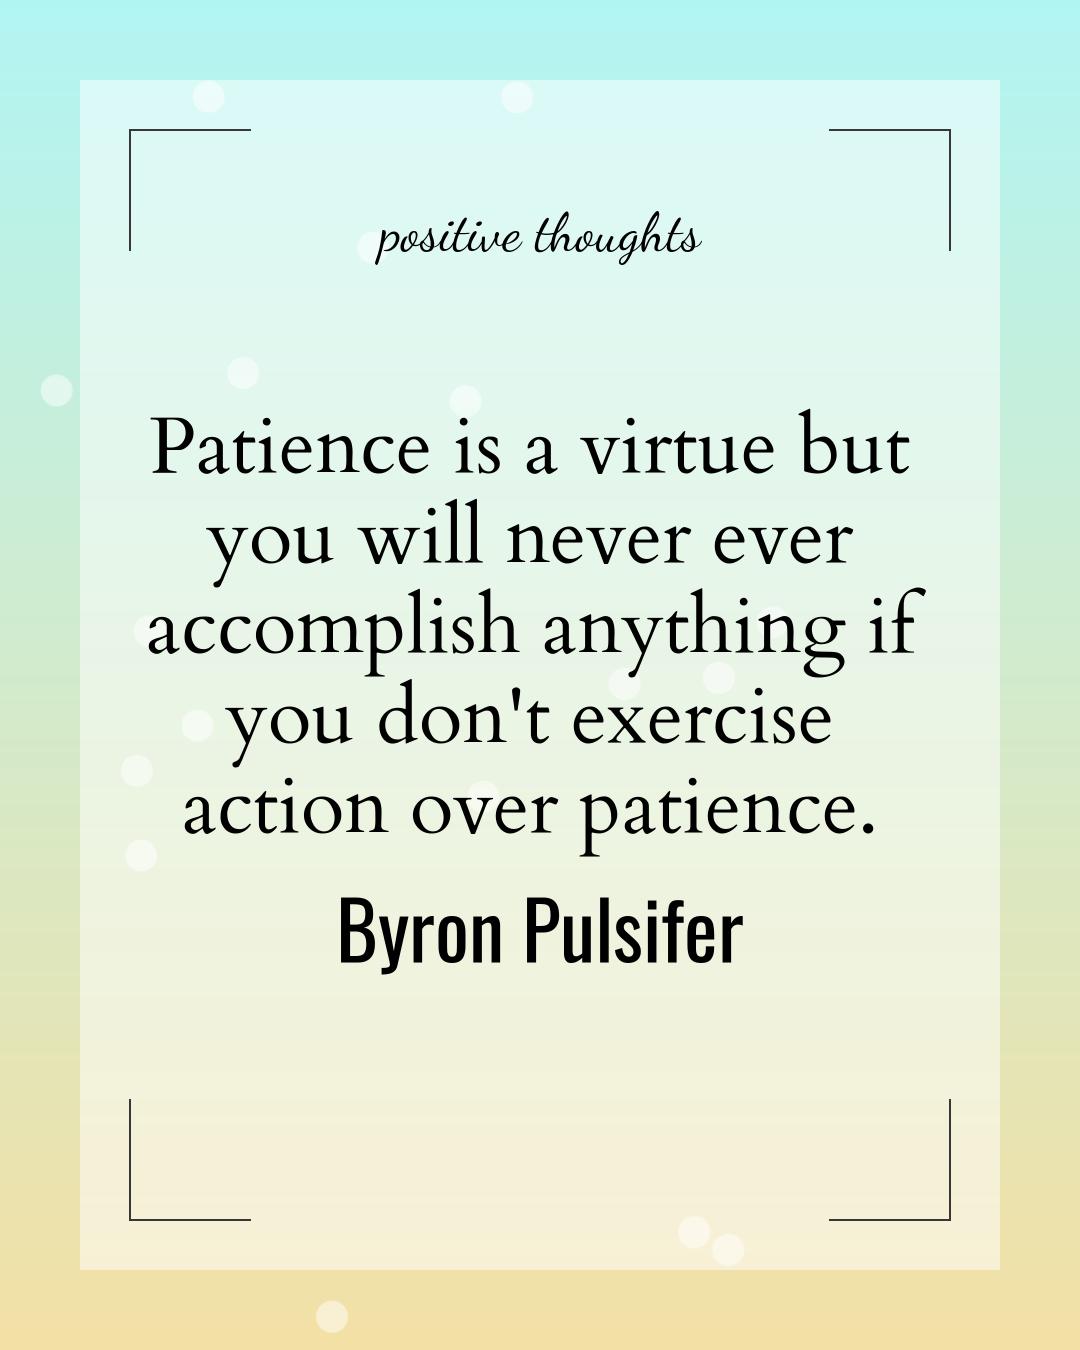 positive thoughts
Patience is a virtue but
you will never ever
accomplish anything if
you don't exercise
action over patience.
Byron Pulsifer